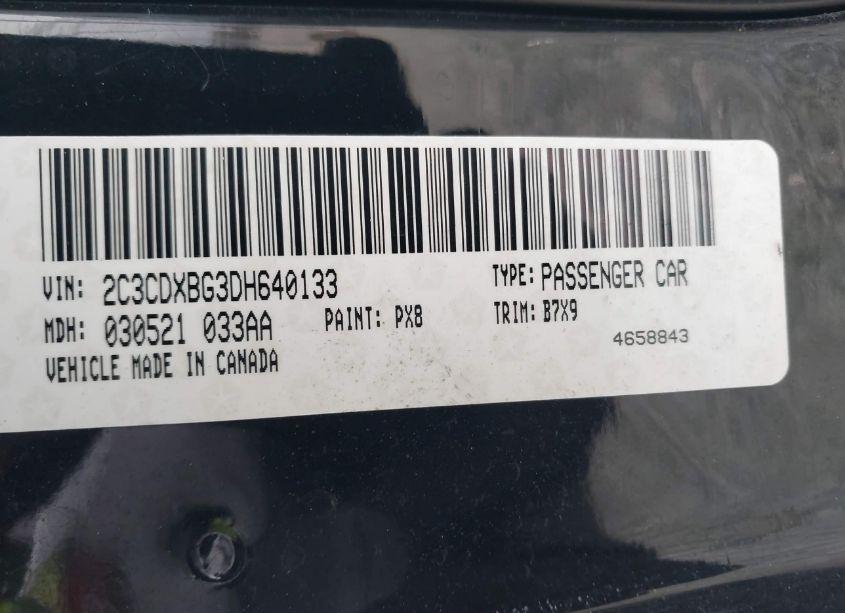 VIN: 2C3CDXBG3DH640133 TYPE: PASSENGER CAR
MDH: 030521 033AA PAINT: PX8 TRIM: B7X9
VEHICLE MADE IN CANADA 4658843